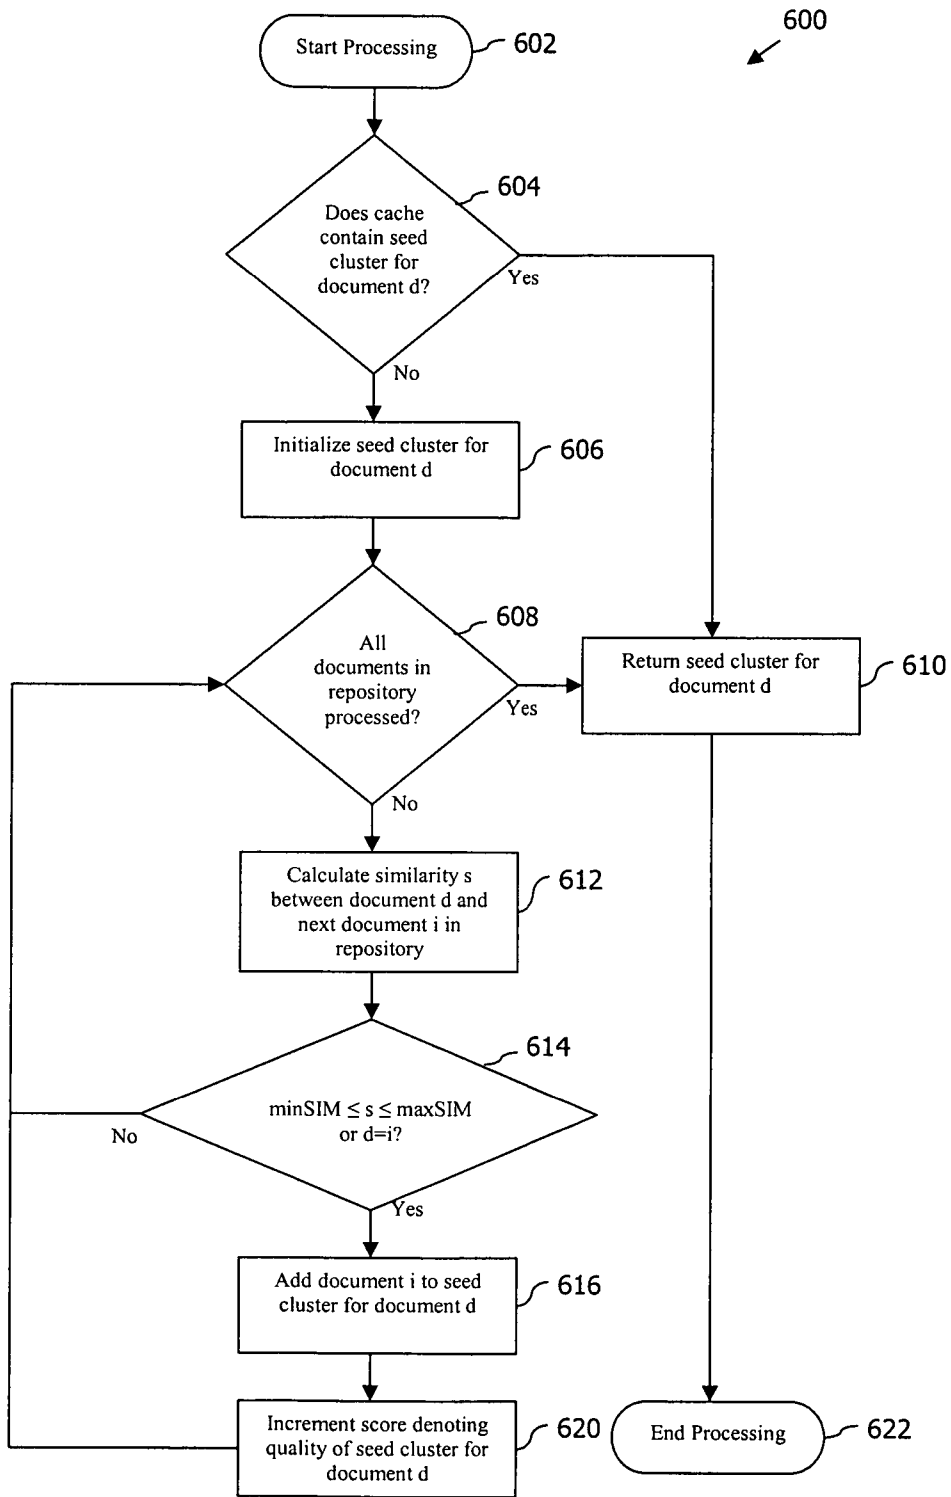 600
Start Processing
602
604
Does cache
contain seed
cluster for
document d?
Yes
No
Initialize seed cluster for
document d
606
608
All
documents in
repository
processed?
Yes
No
Return seed cluster for
document d
610
Calculate similarity s
between document d and
next document i in
repository
612
614
minSIM ≤ s ≤ maxSIM
or d=i?
No
Yes
Add document i to seed
cluster for document d
616
Increment score denoting
quality of seed cluster for
document d
620
End Processing
622